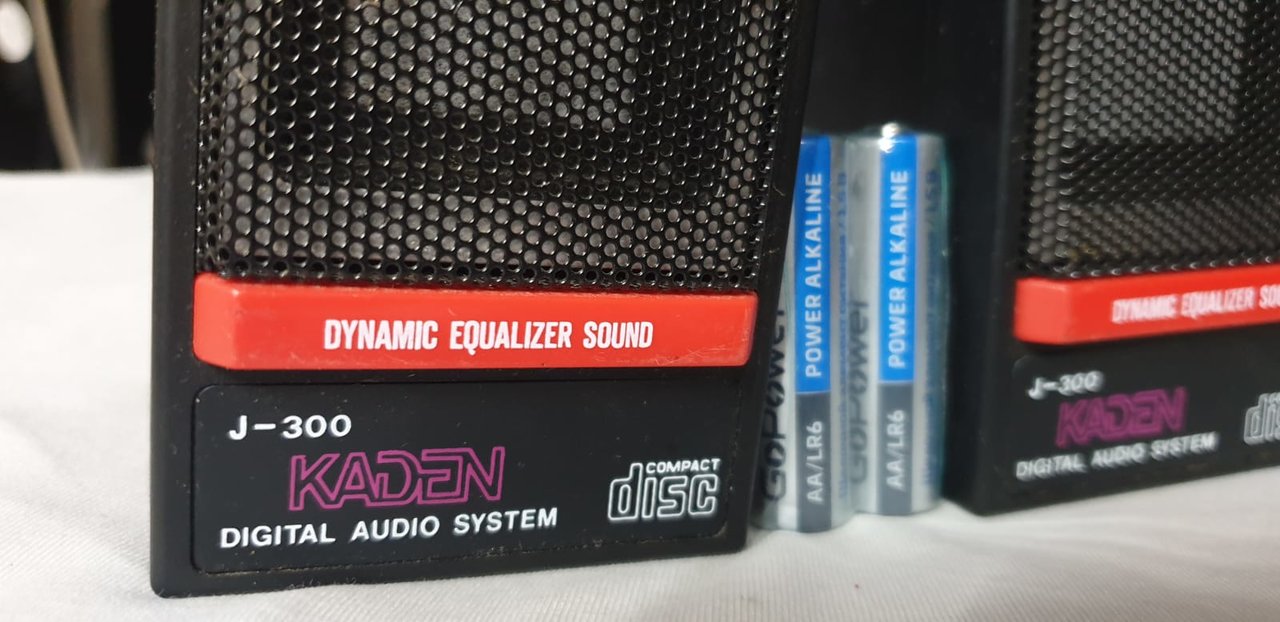 DYNAMIC EQUALIZER SOUND
J-300
KADEN
DIGITAL AUDIO SYSTEM
COMPACT
disc
GoPower
POWER ALKALINE
AA/LR6
GoPower
POWER ALKALINE
AA/LR6
DYNAMIC EQUALIZER
J-300
KADEN
DIGITAL AUDIO SYSTEM